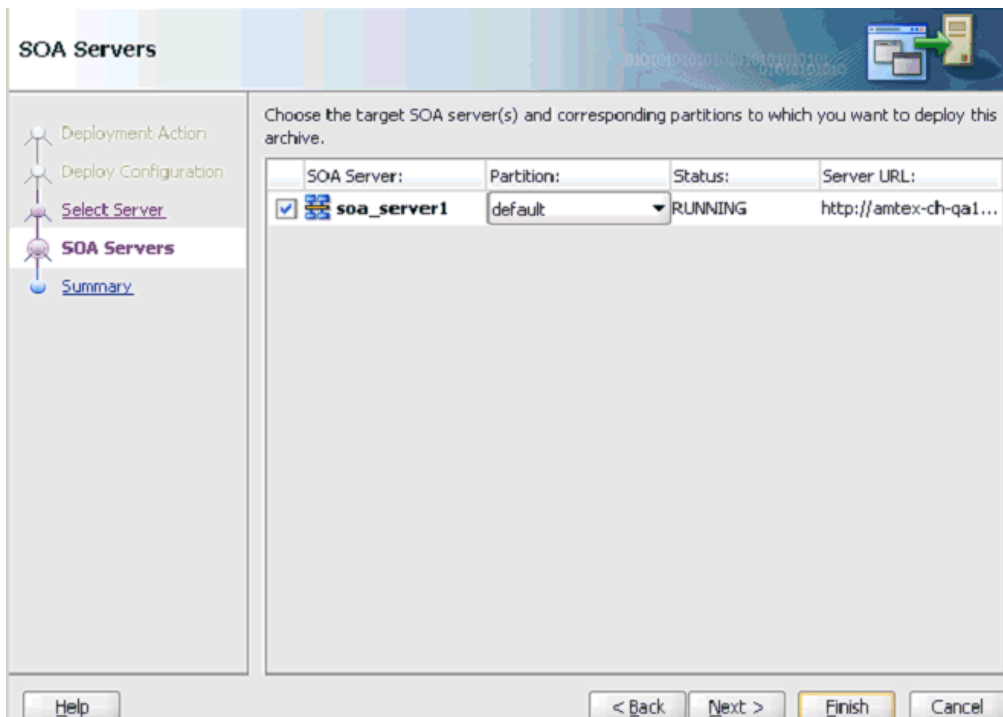 SOA Servers
Choose the target SOA server(s) and corresponding partitions to which you want to deploy this
archive.
Deployment Action
Deploy Configuration
Select Server
SOA Servers
Summary
SOA Server: Partition: Status: Server URL:
soa_server1 default RUNNING http://amtex-ch-qa1...
Help < Back Next > Finish Cancel